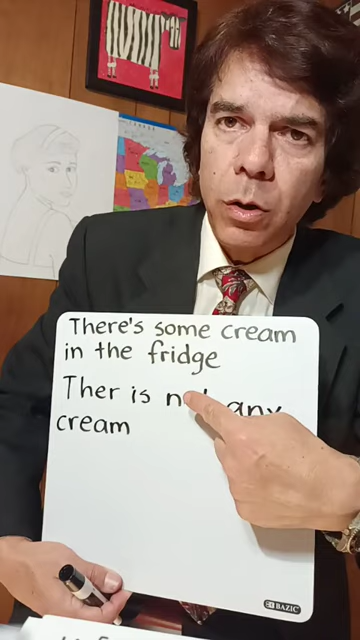 There's some cream
in the fridge
Ther is any
cream
BAZIC